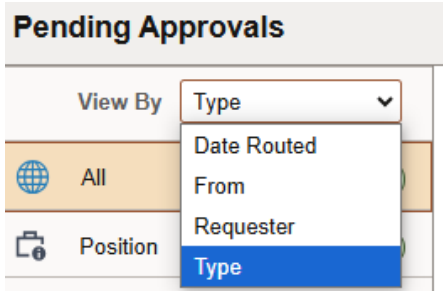 Pending Approvals
View By Type
Date Routed
All From
Requester
Position
Type